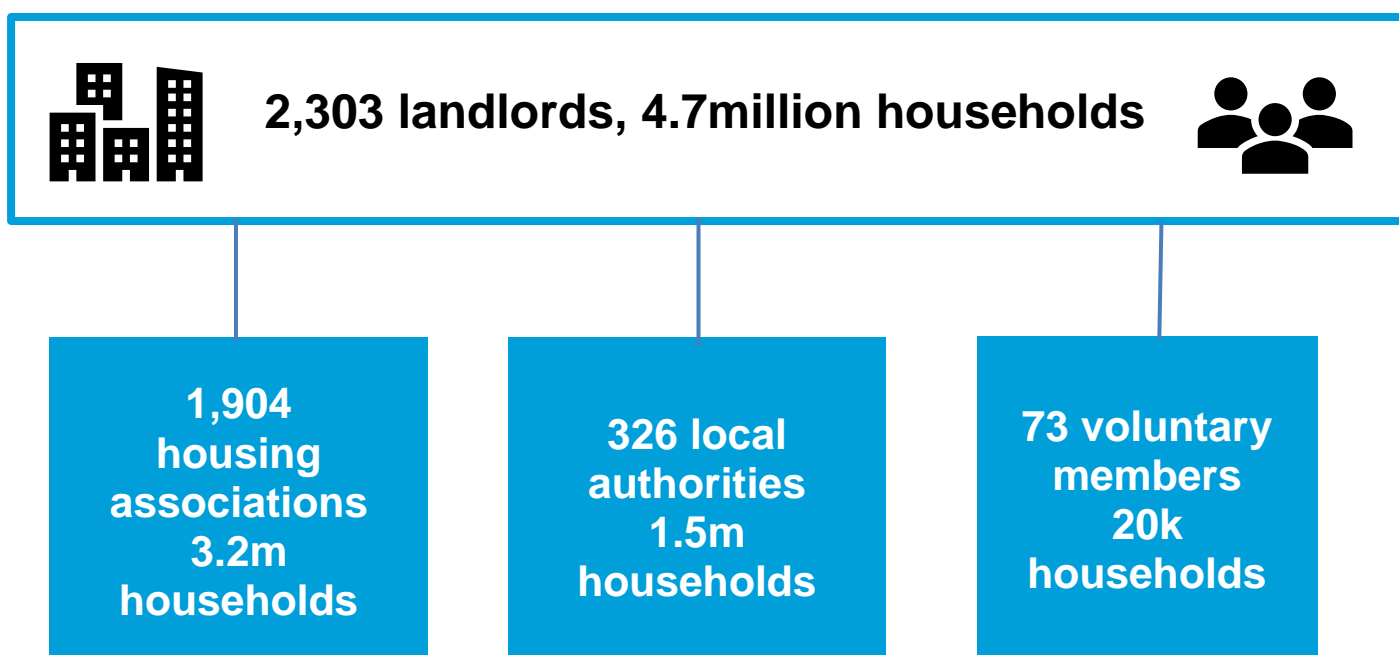 2,303 landlords, 4.7million households
1,904
housing
associations
3.2m
households
326 local
authorities
1.5m
households
73 voluntary
members
20k
households